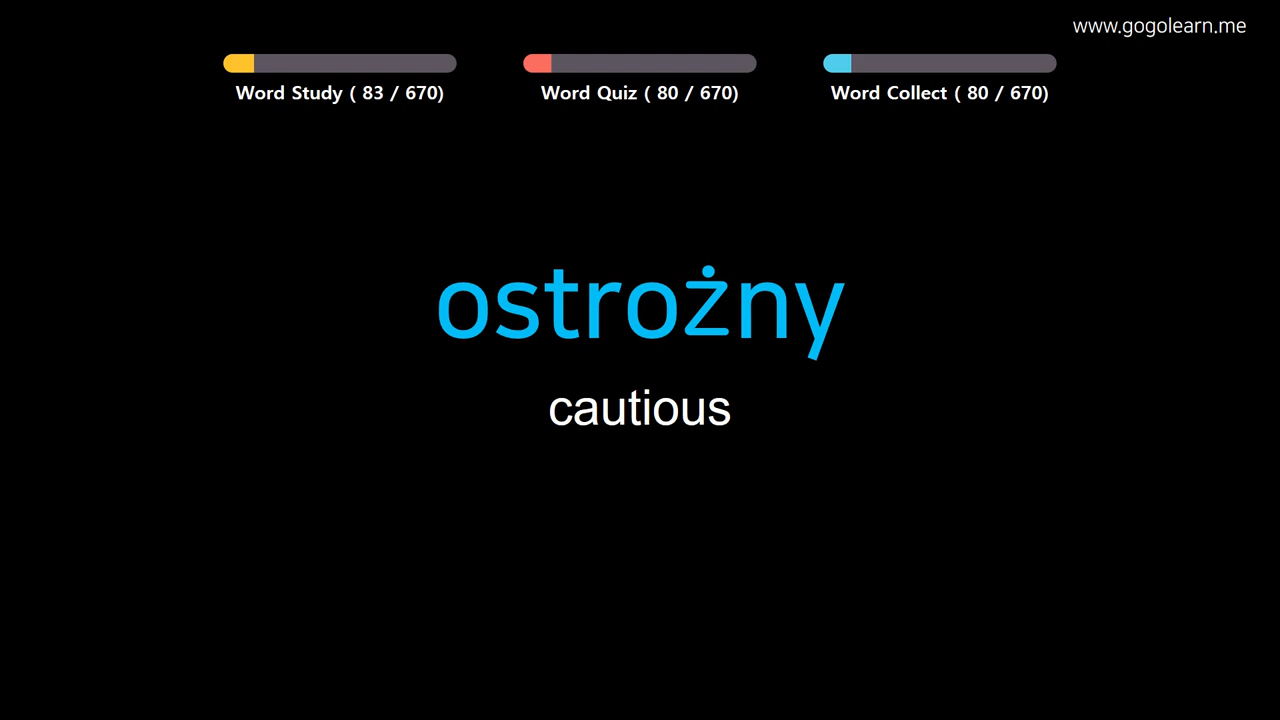 www.gogolearn.me
Word Study ( 83 / 670)
Word Quiz ( 80 / 670)
Word Collect ( 80 / 670)
ostrożny
cautious